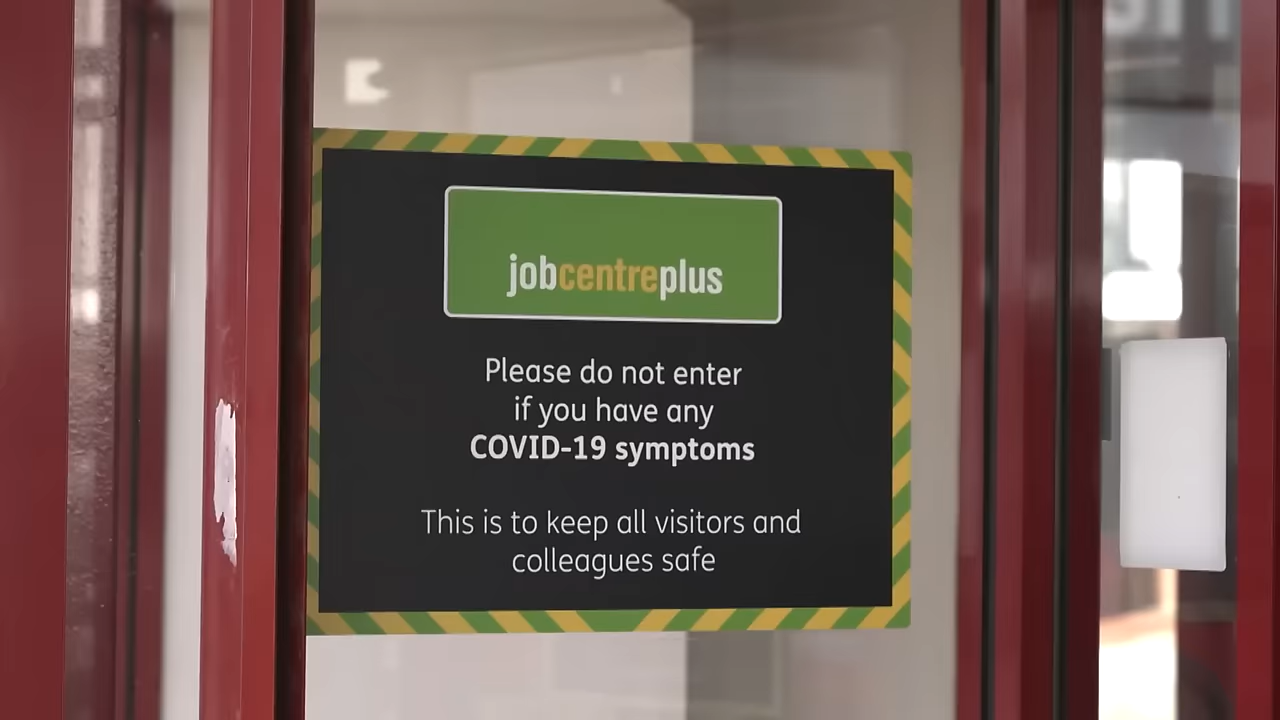 jobcentreplus
Please do not enter
if you have any
COVID-19 symptoms
This is to keep all visitors and
colleagues safe